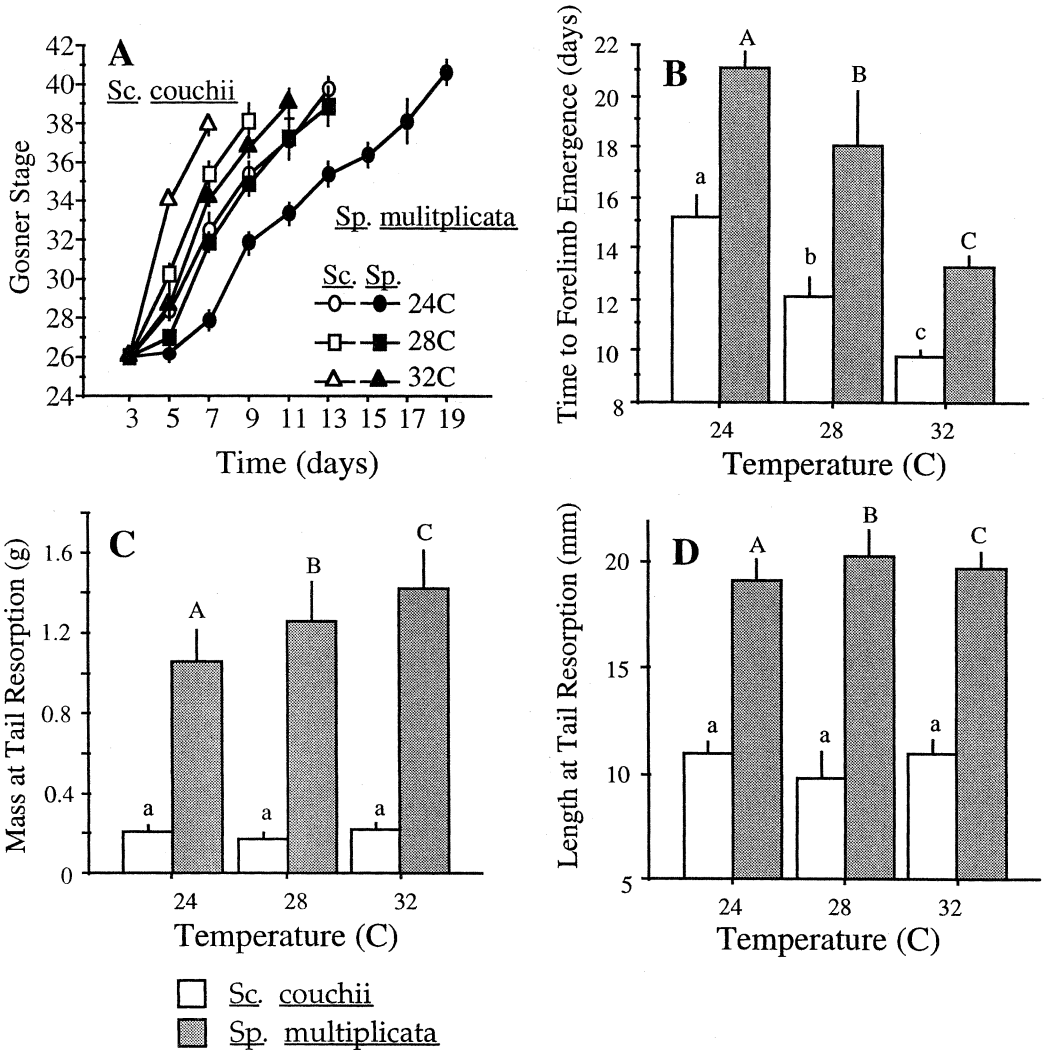 A
Sc. couchii
42
40
38
36
34
32
30
28
26
24
Gosner Stage
Sp. mulitplicata
Sc. Sp.
24C
28C
32C
3 5 7 9 11 13 15 17 19
Time (days)
B
Time to Forelimb Emergence (days)
22
20
18
16
14
12
10
8
a A
b B
c C
24 28 32
Temperature (C)
C
Mass at Tail Resorption (g)
1.6
1.2
0.8
0.4
0
a A
a B
a C
24 28 32
Temperature (C)
D
Length at Tail Resorption (mm)
20
15
10
5
a A
a B
a C
24 28 32
Temperature (C)
Sc. couchii
Sp. multiplicata